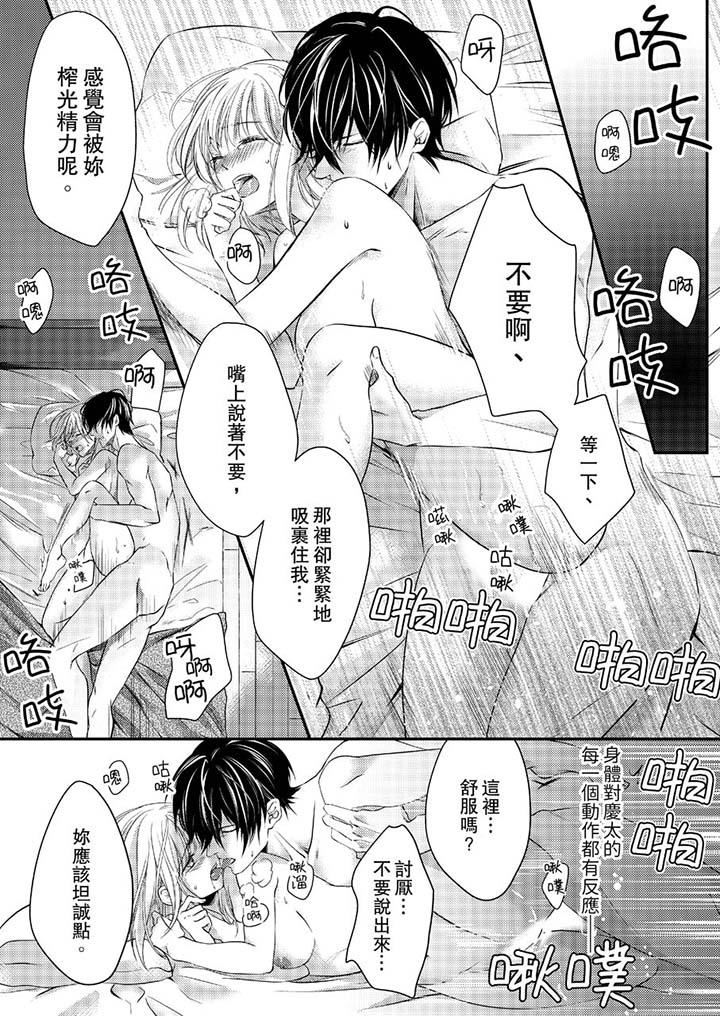 咯吱
啊嗯
呀
啊
咯吱
不要啊、
等一下、
啊
感覺會被妳
榨光精力呢。
嘴上說著不要，
那裡卻緊緊地
吸裹住我…
啾噗
咕啾
茲啾
啪啪
啪啪
咯吱
啊嗯
啊
啾噗
呀啊啊
咯吱
身體對慶太的
每一個動作都有反應──
啪啪
啾噗
啾噗
這裡…
舒服嗎？
討厭…
不要說出來…
咕啾
嗯
啾溜
哈啊
妳應該坦誠點。